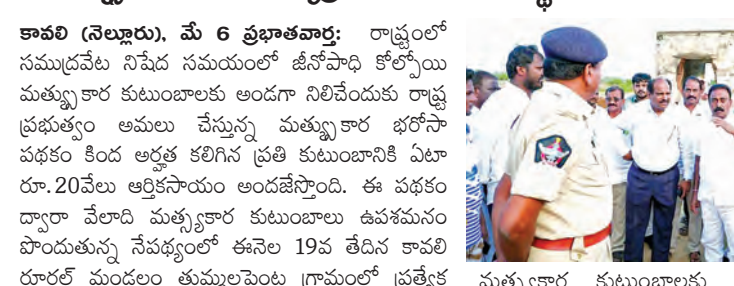 కావలి (నెల్లూరు), మే 6 ప్రభాతవార్త: రాష్ట్రంలో
సముద్రవేట నిషేద సమయంలో జీనోపాధి కోల్పోయి
మత్య్సుకార కుటుంబాలకు అండగా నిలిచేందుకు రాష్ట్ర
ప్రభుత్వం అమలు చేస్తున్న మత్య్సుకార భరోసా
పథకం కింద అర్హత కలిగిన ప్రతి కుటుంబానికి ఏటా
రూ.20వేలు ఆర్తికసాయం అందజేస్తొంది. ఈ పథకం
ద్వారా వేలాది మత్స్యకార కుటుంబాలు ఉపశమనం
పొందుతున్న నేపథ్యంలో ఈనెల 19వ తేదిన కావలి
రూరల్ మండలం తుమ్మలపెంట గ్రామంలో ప్రత్యేక
మత్స్యకార కుటుంబాలకు